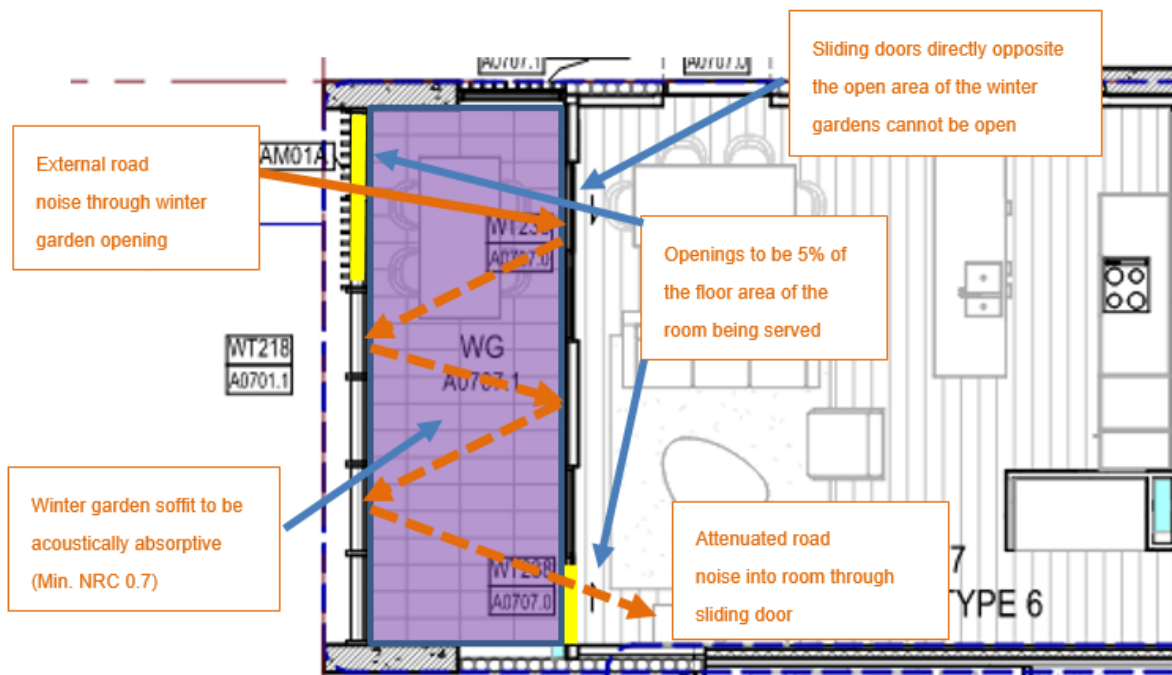 A0707.1
A0707.0
Sliding doors directly opposite
the open area of the winter
gardens cannot be open
External road
noise through winter
garden opening
AM01A
WT23
A0707.0
Openings to be 5% of
the floor area of the
room being served
WT218
A0701.1
WG
A0707.1
Winter garden soffit to be
acoustically absorptive
(Min. NRC 0.7)
Attenuated road
noise into room through
sliding door
WT238
A0707.0
7
TYPE 6